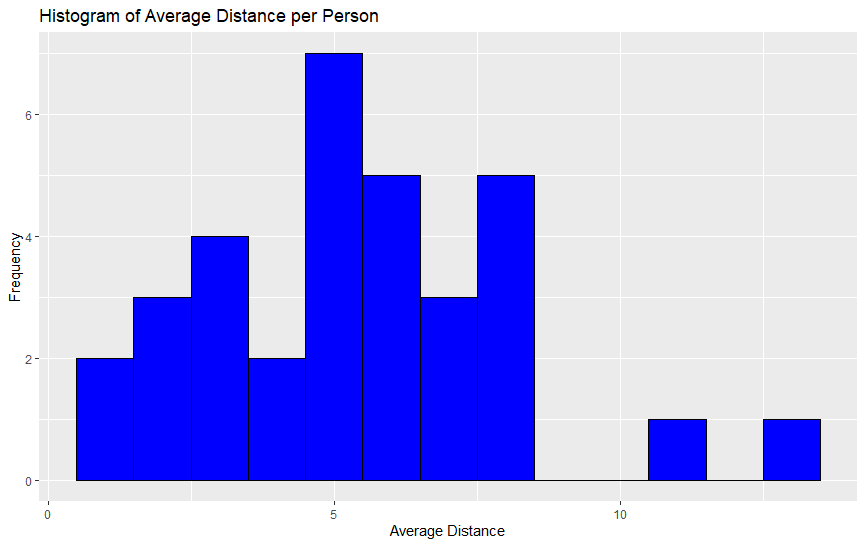 Histogram of Average Distance per Person
Frequency
6
4
2
0
0 5 10
Average Distance